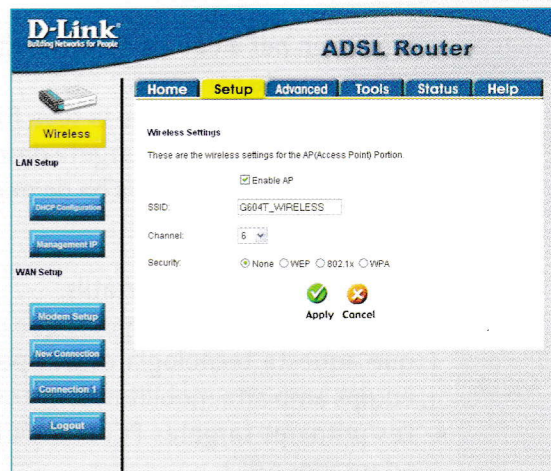 D-Link®
Building Networks for People
ADSL Router
Home Setup Advanced Tools Status Help
Wireless
LAN Setup
DHCP Configuration
Management IP
WAN Setup
Modem Setup
New Connection
Connection 1
Logout
Wireless Settings
These are the wireless settings for the AP(Access Point) Portion
Enable AP
SSID: G604T_WIRELESS
Channel: 6
Security: None WEP 802.1x WPA
Apply Cancel